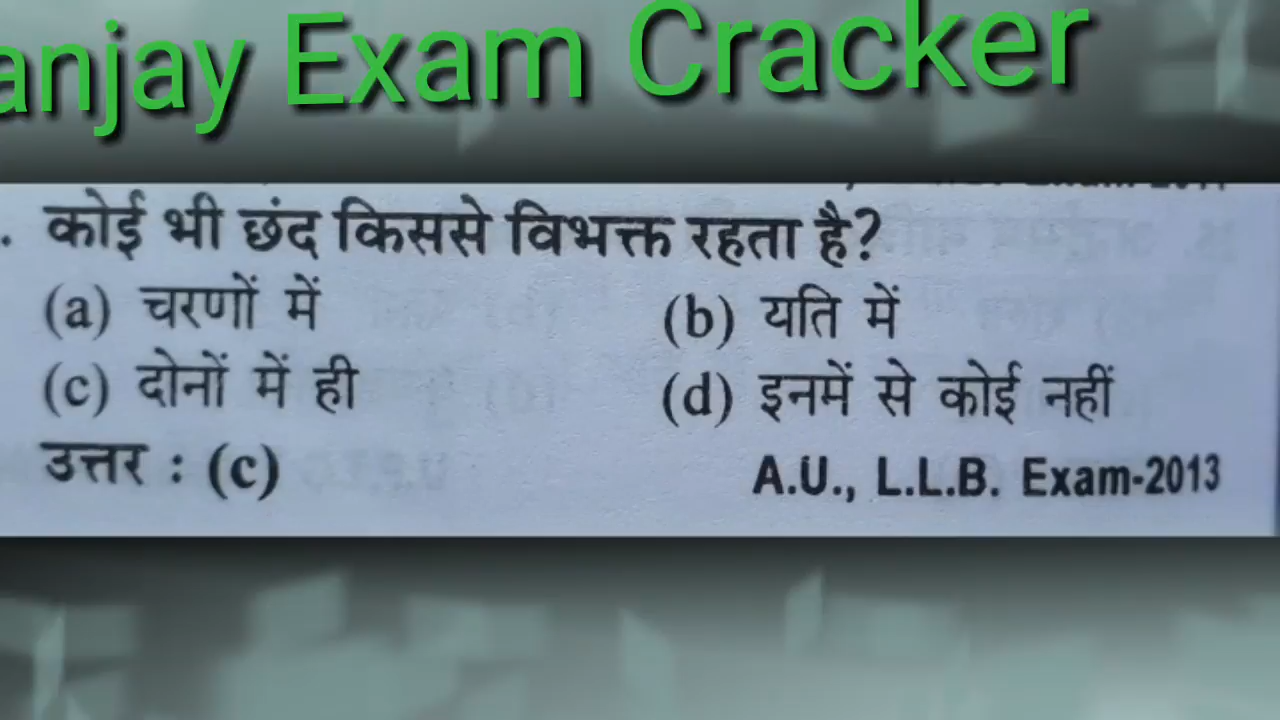 anjay Exam Cracker
. कोई भी छंद किससे विभक्त रहता है?
(a) चरणों में (b) यति में
(c) दोनों में ही (d) इनमें से कोई नहीं
उत्तर : (c) A.U., L.L.B. Exam-2013